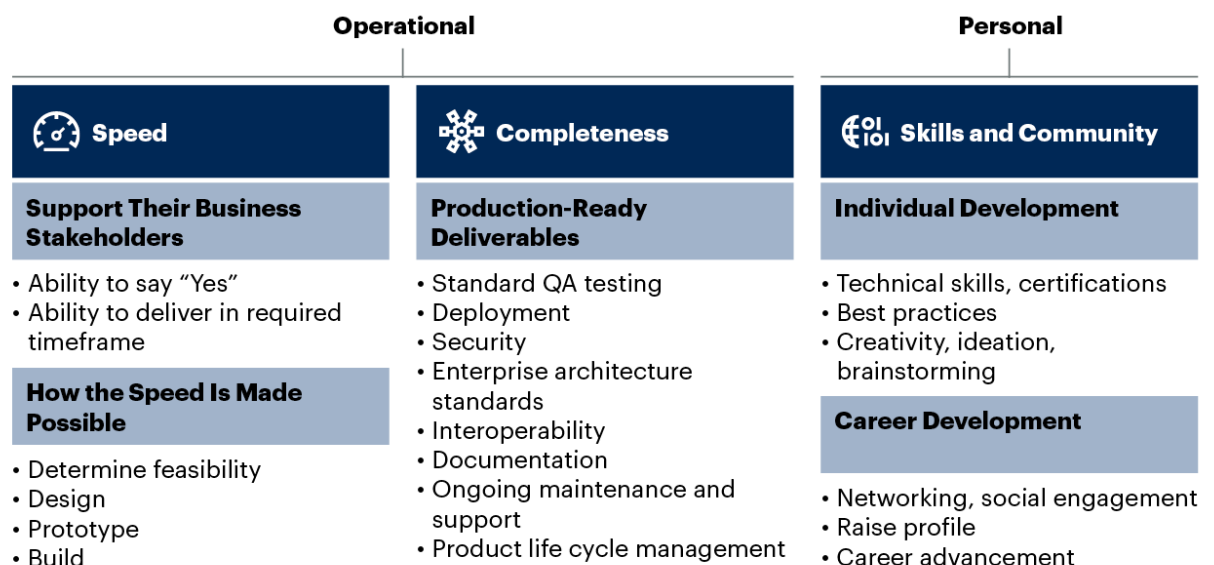 Operational
Personal
Speed
Completeness
Skills and Community
Support Their Business
Stakeholders
• Ability to say “Yes”
• Ability to deliver in required
timeframe
How the Speed Is Made
Possible
• Determine feasibility
• Design
• Prototype
• Build
Production-Ready
Deliverables
• Standard QA testing
• Deployment
• Security
• Enterprise architecture
standards
• Interoperability
• Documentation
• Ongoing maintenance and
support
• Product life cycle management
Individual Development
• Technical skills, certifications
• Best practices
• Creativity, ideation,
brainstorming
Career Development
• Networking, social engagement
• Raise profile
• Career advancement